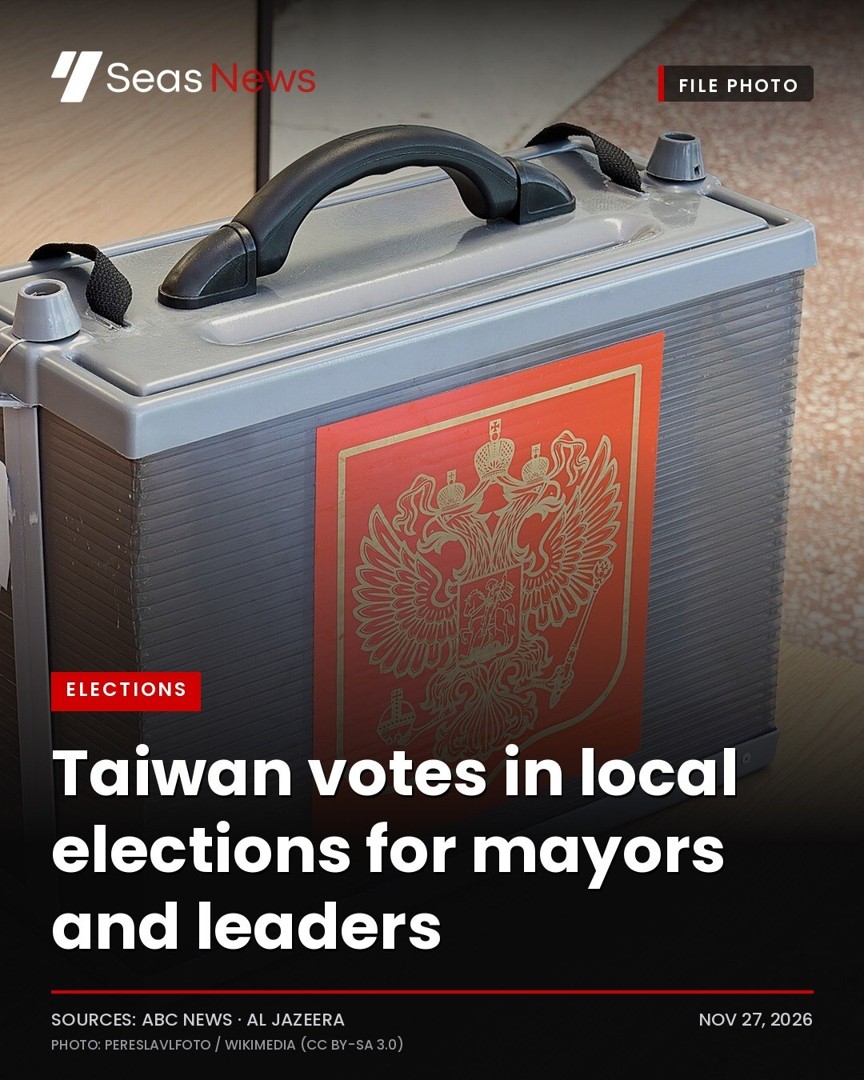 Seas News
FILE PHOTO
ELECTIONS
Taiwan votes in local
elections for mayors
and leaders
SOURCES: ABC NEWS · AL JAZEERA
NOV 27, 2026
PHOTO: PERESLAVLFOTO / WIKIMEDIA (CC BY-SA 3.0)